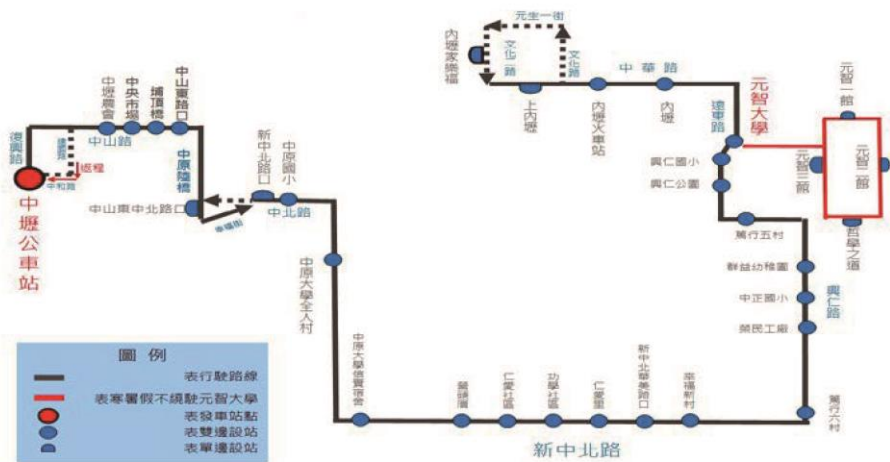 元生一街
內壢家樂福
文化二路
文化路
中華路
上內壢
內壢火車站
內壢
遠東路
元智大學
元智一館
元智二館
元智三館
哲學之道
興仁國小
興仁公園
篤行五村
群益幼稚園
中正國小
榮民工廠
興仁路
篤行六村
復興路
中壢農會
中央市場
埔頂橋
中山東路口
中山路
返程
中和路
中壢公車站
中原陸橋
中山東中北路口
新中北路口
中原國小
中北路
幸福街
中原大學全人村
中原大學信實宿舍
仁愛社區
功學社區
仁愛里
新中北華美路口
幸福新村
新中北路
圖 例
表行駛路線
表寒暑假不繞駛元智大學
表發車站點
表雙邊設站
表單邊設站